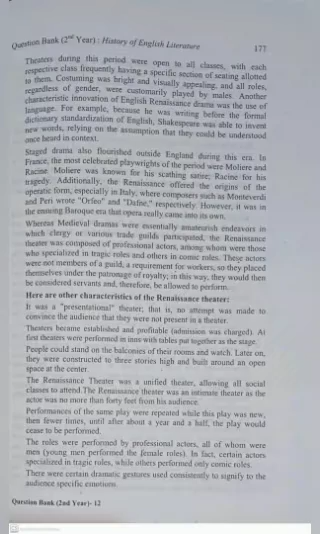 Question Bank (2nd Year) : History of English Literature 177
Theaters during this period were open to all classes, with each
respective class frequently having a specific section of seating allotted
to them. Costuming was bright and visually appealing, and all roles,
regardless of gender, were customarily played by males. Another
characteristic innovation of English Renaissance drama was the use of
language. For example, because he was writing before the formal
dictionary standardization of English, Shakespeare was able to invent
new words, relying on the assumption that they could be understood
once heard in context.
Staged drama also flourished outside England during this era. In
France, the most celebrated playwrights of the period were Moliere and
Racine. Moliere was known for his scathing satire; Racine for his
tragedy. Additionally, the Renaissance offered the origins of the
operatic form, especially in Italy, where composers such as Monteverdi
and Peri wrote "Orfeo" and "Dafne," respectively. However, it was in
the ensuing Baroque era that opera really came into its own.
Whereas Medieval dramas were essentially amateurish endeavors in
which clergy or various trade guilds participated, the Renaissance
theater was composed of professional actors, among whom were those
who specialized in tragic roles and others in comic roles. These actors
were not members of a guild, a requirement for workers, so they placed
themselves under the patronage of royalty; in this way, they would then
be considered servants and, therefore, be allowed to perform.
Here are other characteristics of the Renaissance theater:
It was a "presentational" theater, that is, no attempt was made to
convince the audience that they were not present in a theater.
Theaters became established and profitable (admission was charged). At
first theaters were performed in inns with tables put together as the stage.
People could stand on the balconies of their rooms and watch. Later on,
they were constructed to three stories high and built around an open
space at the center.
The Renaissance Theater was a unified theater, allowing all social
classes to attend.The Renaissance theater was an intimate theater as the
actor was no more than forty feet from his audience.
Performances of the same play were repeated while this play was new,
then fewer times, until after about a year and a half, the play would
cease to be performed.
The roles were performed by professional actors, all of whom were
men (young men performed the female roles). In fact, certain actors
specialized in tragic roles, while others performed only comic roles.
There were certain dramatic gestures used consistently to signify to the
audience specific emotions.
Question Bank (2nd Year)- 12